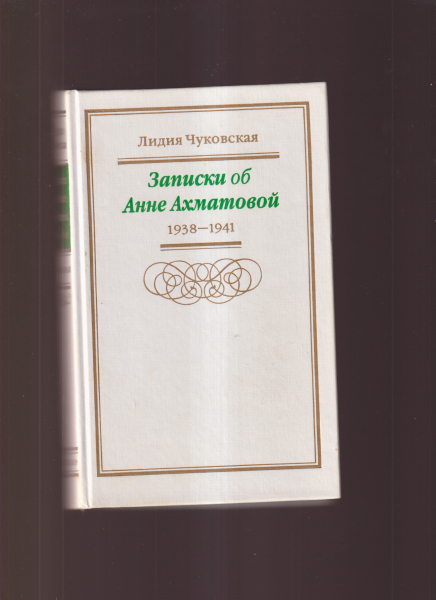 Лидия Чуковская
Записки об
Анне Ахматовой
1938—1941